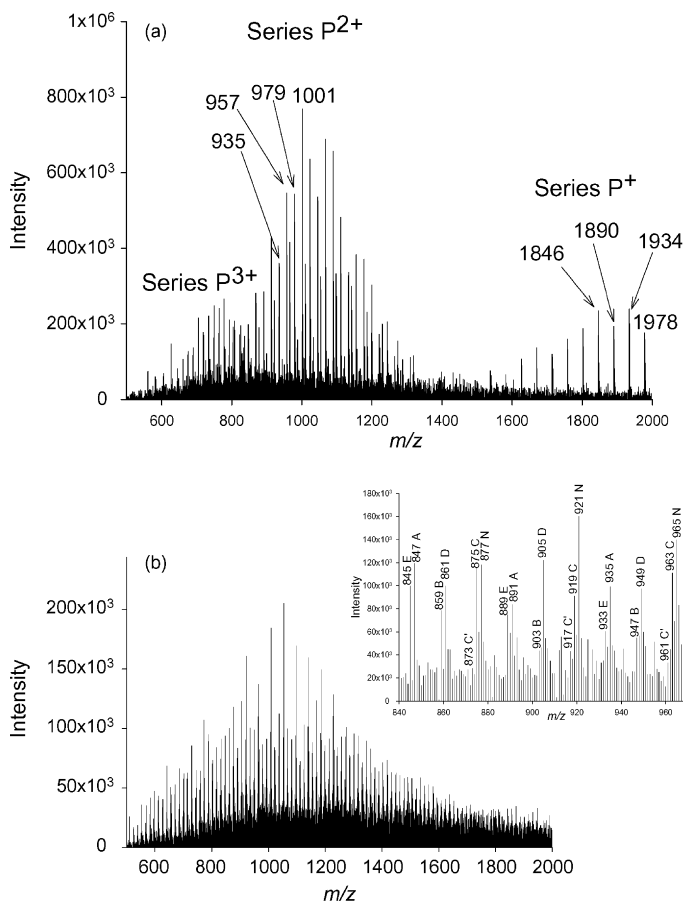 (a)
Series P2+
1x10⁶
800x10³
600x10³
400x10³
200x10³
0
Intensity
957
979
1001
935
Series P3+
Series P+
1846
1890
1934
1978
600 800 1000 1200 1400 1600 1800 2000
m/z
(b)
200x10³
150x10³
100x10³
50x10³
0
Intensity
600 800 1000 1200 1400 1600 1800 2000
m/z
180x10³
160x10³
140x10³
120x10³
100x10³
80x10³
60x10³
40x10³
20x10³
0
Intensity
845 E
847 A
859 B
861 D
873 C'
875 C
877 N
889 E
891 A
903 B
905 D
917 C'
919 C
921 N
933 E
935 A
947 B
949 D
961 C'
963 C
965 N
840 860 880 900 920 940 960
m/z